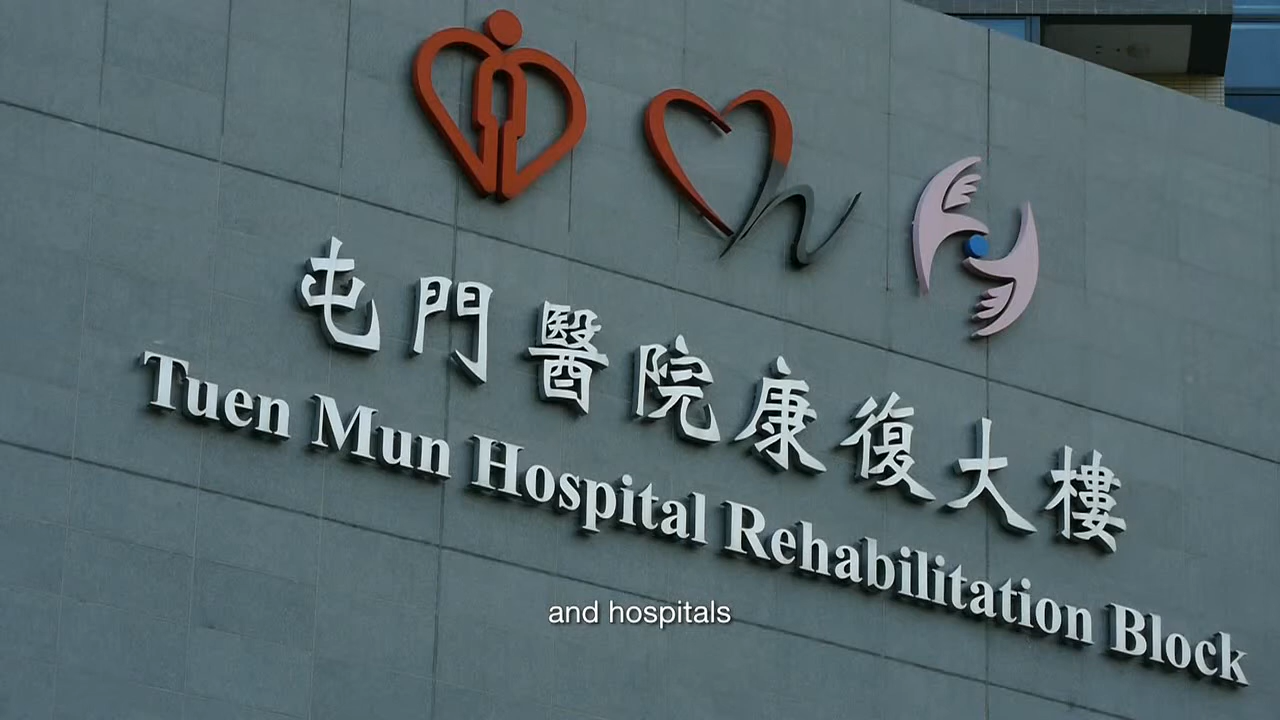 屯門醫院康復大樓
Tuen Mun Hospital Rehabilitation Block
and hospitals